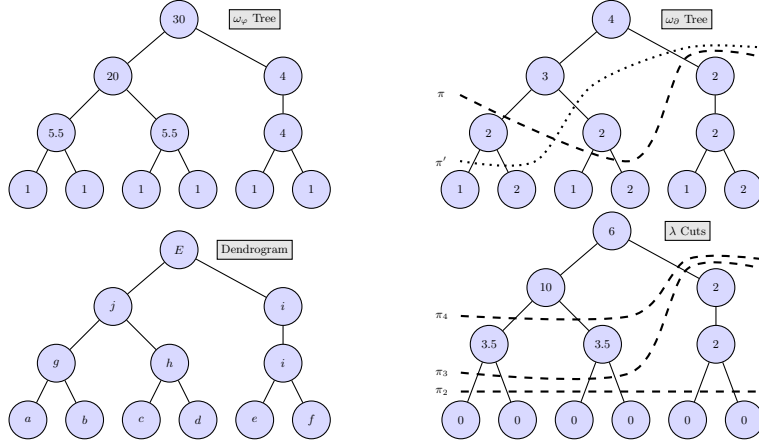 30 ω_φ Tree
20 4
5.5 5.5 4
1 1 1 1 1 1
4 ω_∂ Tree
3 2
π
2 2 2
π′
1 2 1 2 1 2
E Dendrogram
j i
g h i
a b c d e f
6 λ Cuts
10 2
π₄
3.5 3.5 2
π₃
π₂
0 0 0 0 0 0